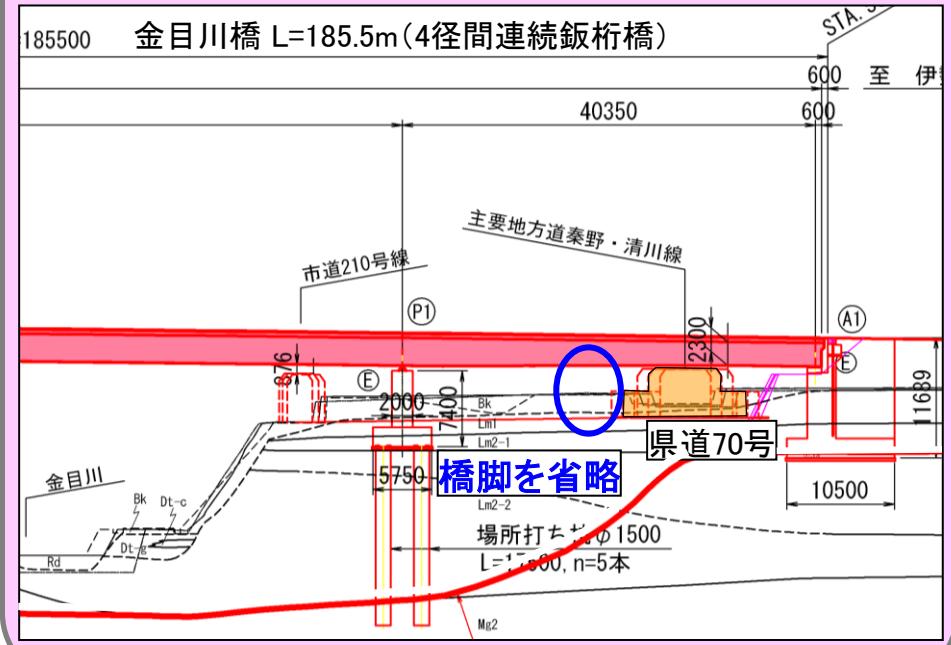 185500
金目川橋 L=185.5m(4径間連続鈑桁橋)
STA.
600
至
40350
600
主要地方道秦野・清川線
市道210号線
P1
A1
2300
876
E
E
2000
7400
Bk
Lm1
Lm2-1
11689
県道70号
5750
橋脚を省略
10500
金目川
Bk
Dt-c
Lm2-2
Dt-g
Rd
場所打ち杭φ1500
n=5本
Mg2